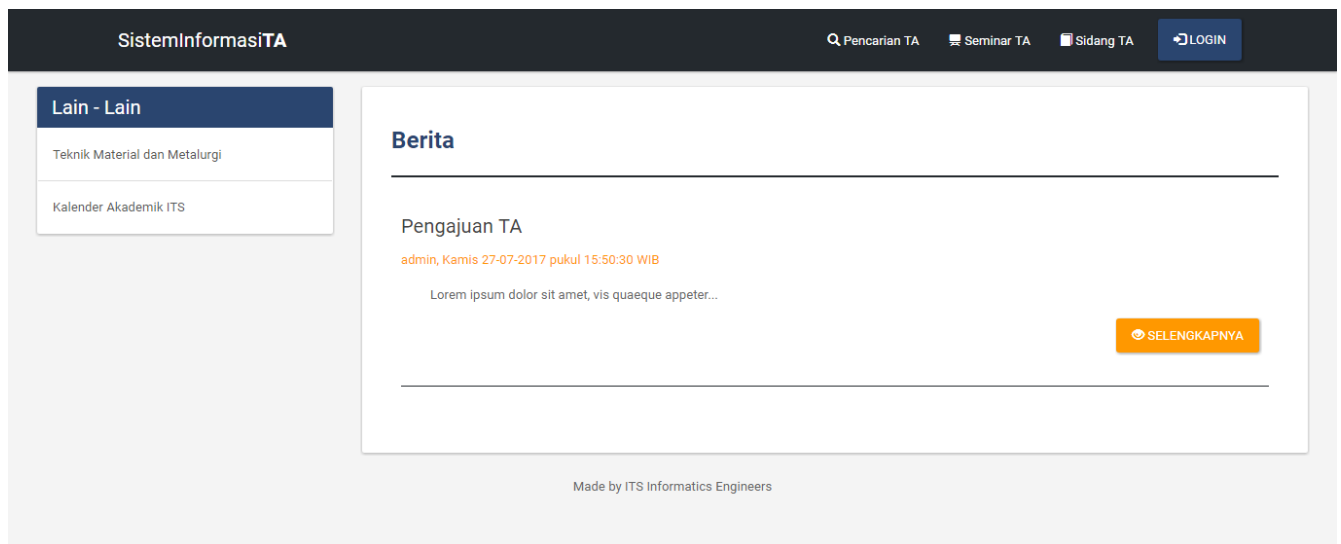 SistemInformasiTA
Pencarian TA
Seminar TA
Sidang TA
LOGIN
Lain - Lain
Teknik Material dan Metalurgi
Kalender Akademik ITS
Berita
Pengajuan TA
admin, Kamis 27-07-2017 pukul 15:50:30 WIB
Lorem ipsum dolor sit amet, vis quaeque appeter...
SELENGKAPNYA
Made by ITS Informatics Engineers